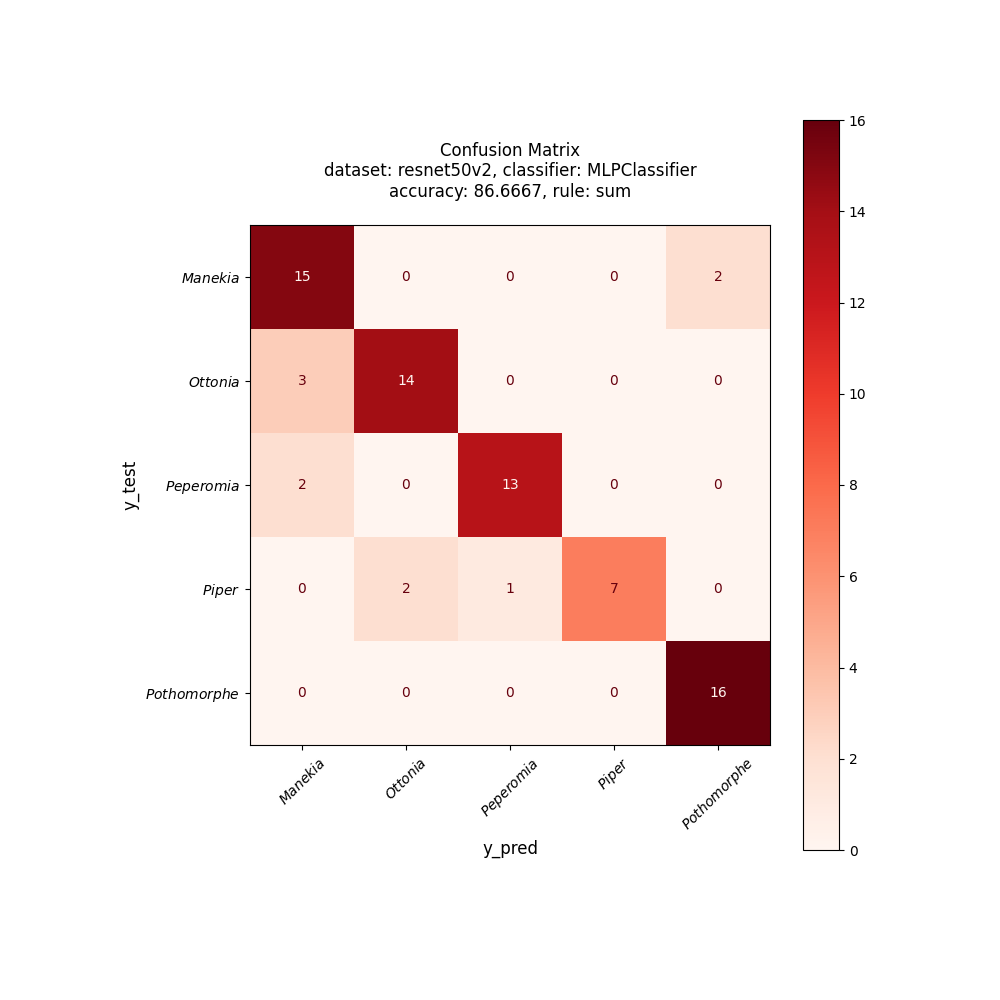 Confusion Matrix
dataset: resnet50v2, classifier: MLPClassifier
accuracy: 86.6667, rule: sum
y_test
Manekia 15 0 0 0 2
Ottonia 3 14 0 0 0
Peperomia 2 0 13 0 0
Piper 0 2 1 7 0
Pothomorphe 0 0 0 0 16
Manekia Ottonia Peperomia Piper Pothomorphe
y_pred
16
14
12
10
8
6
4
2
0